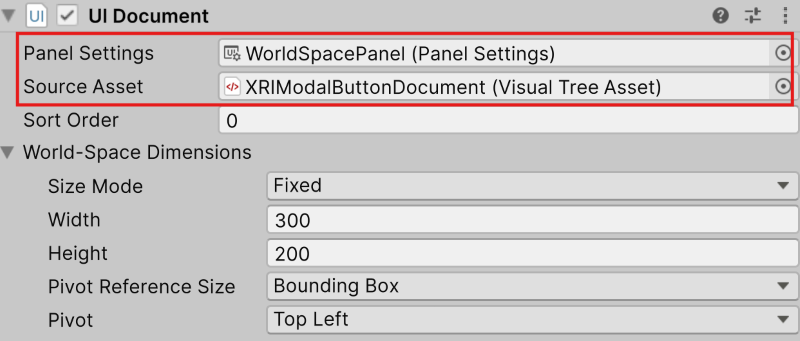 UI UI Document
Panel Settings WorldSpacePanel (Panel Settings)
Source Asset XRIModalButtonDocument (Visual Tree Asset)
Sort Order 0
World-Space Dimensions
Size Mode Fixed
Width 300
Height 200
Pivot Reference Size Bounding Box
Pivot Top Left